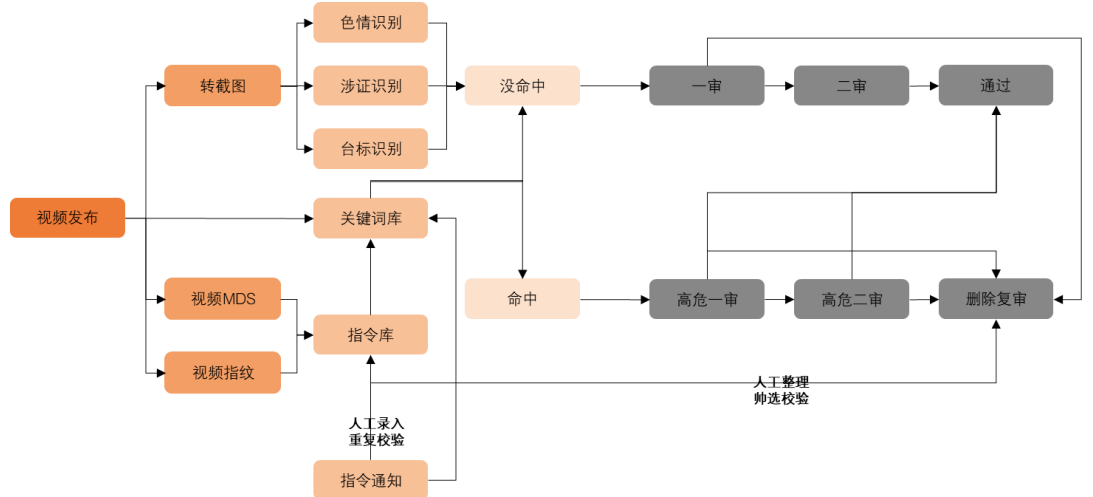 色情识别
转截图
涉证识别
没命中
一审
二审
通过
台标识别
视频发布
关键词库
视频MDS
命中
高危一审
高危二审
删除复审
指令库
视频指纹
人工整理
帅选校验
人工录入
重复校验
指令通知